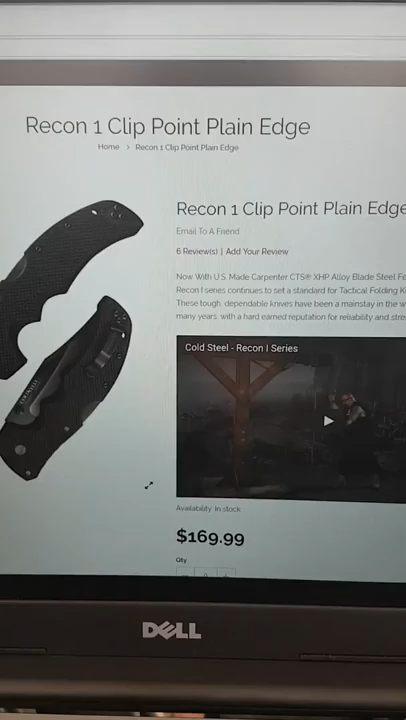 Recon 1 Clip Point Plain Edge
Home > Recon 1 Clip Point Plain Edge
Recon 1 Clip Point Plain Edge
Email To A Friend
6 Review(s) | Add Your Review
Now With U.S. Made Carpenter CTS® XHP Alloy Blade Steel
Recon 1 series continues to set a standard for Tactical Folding
These tough, dependable knives have been a mainstay in the
many years, with a hard earned reputation for reliability and
Cold Steel - Recon I Series
Availability: In stock
$169.99
Qty
DELL